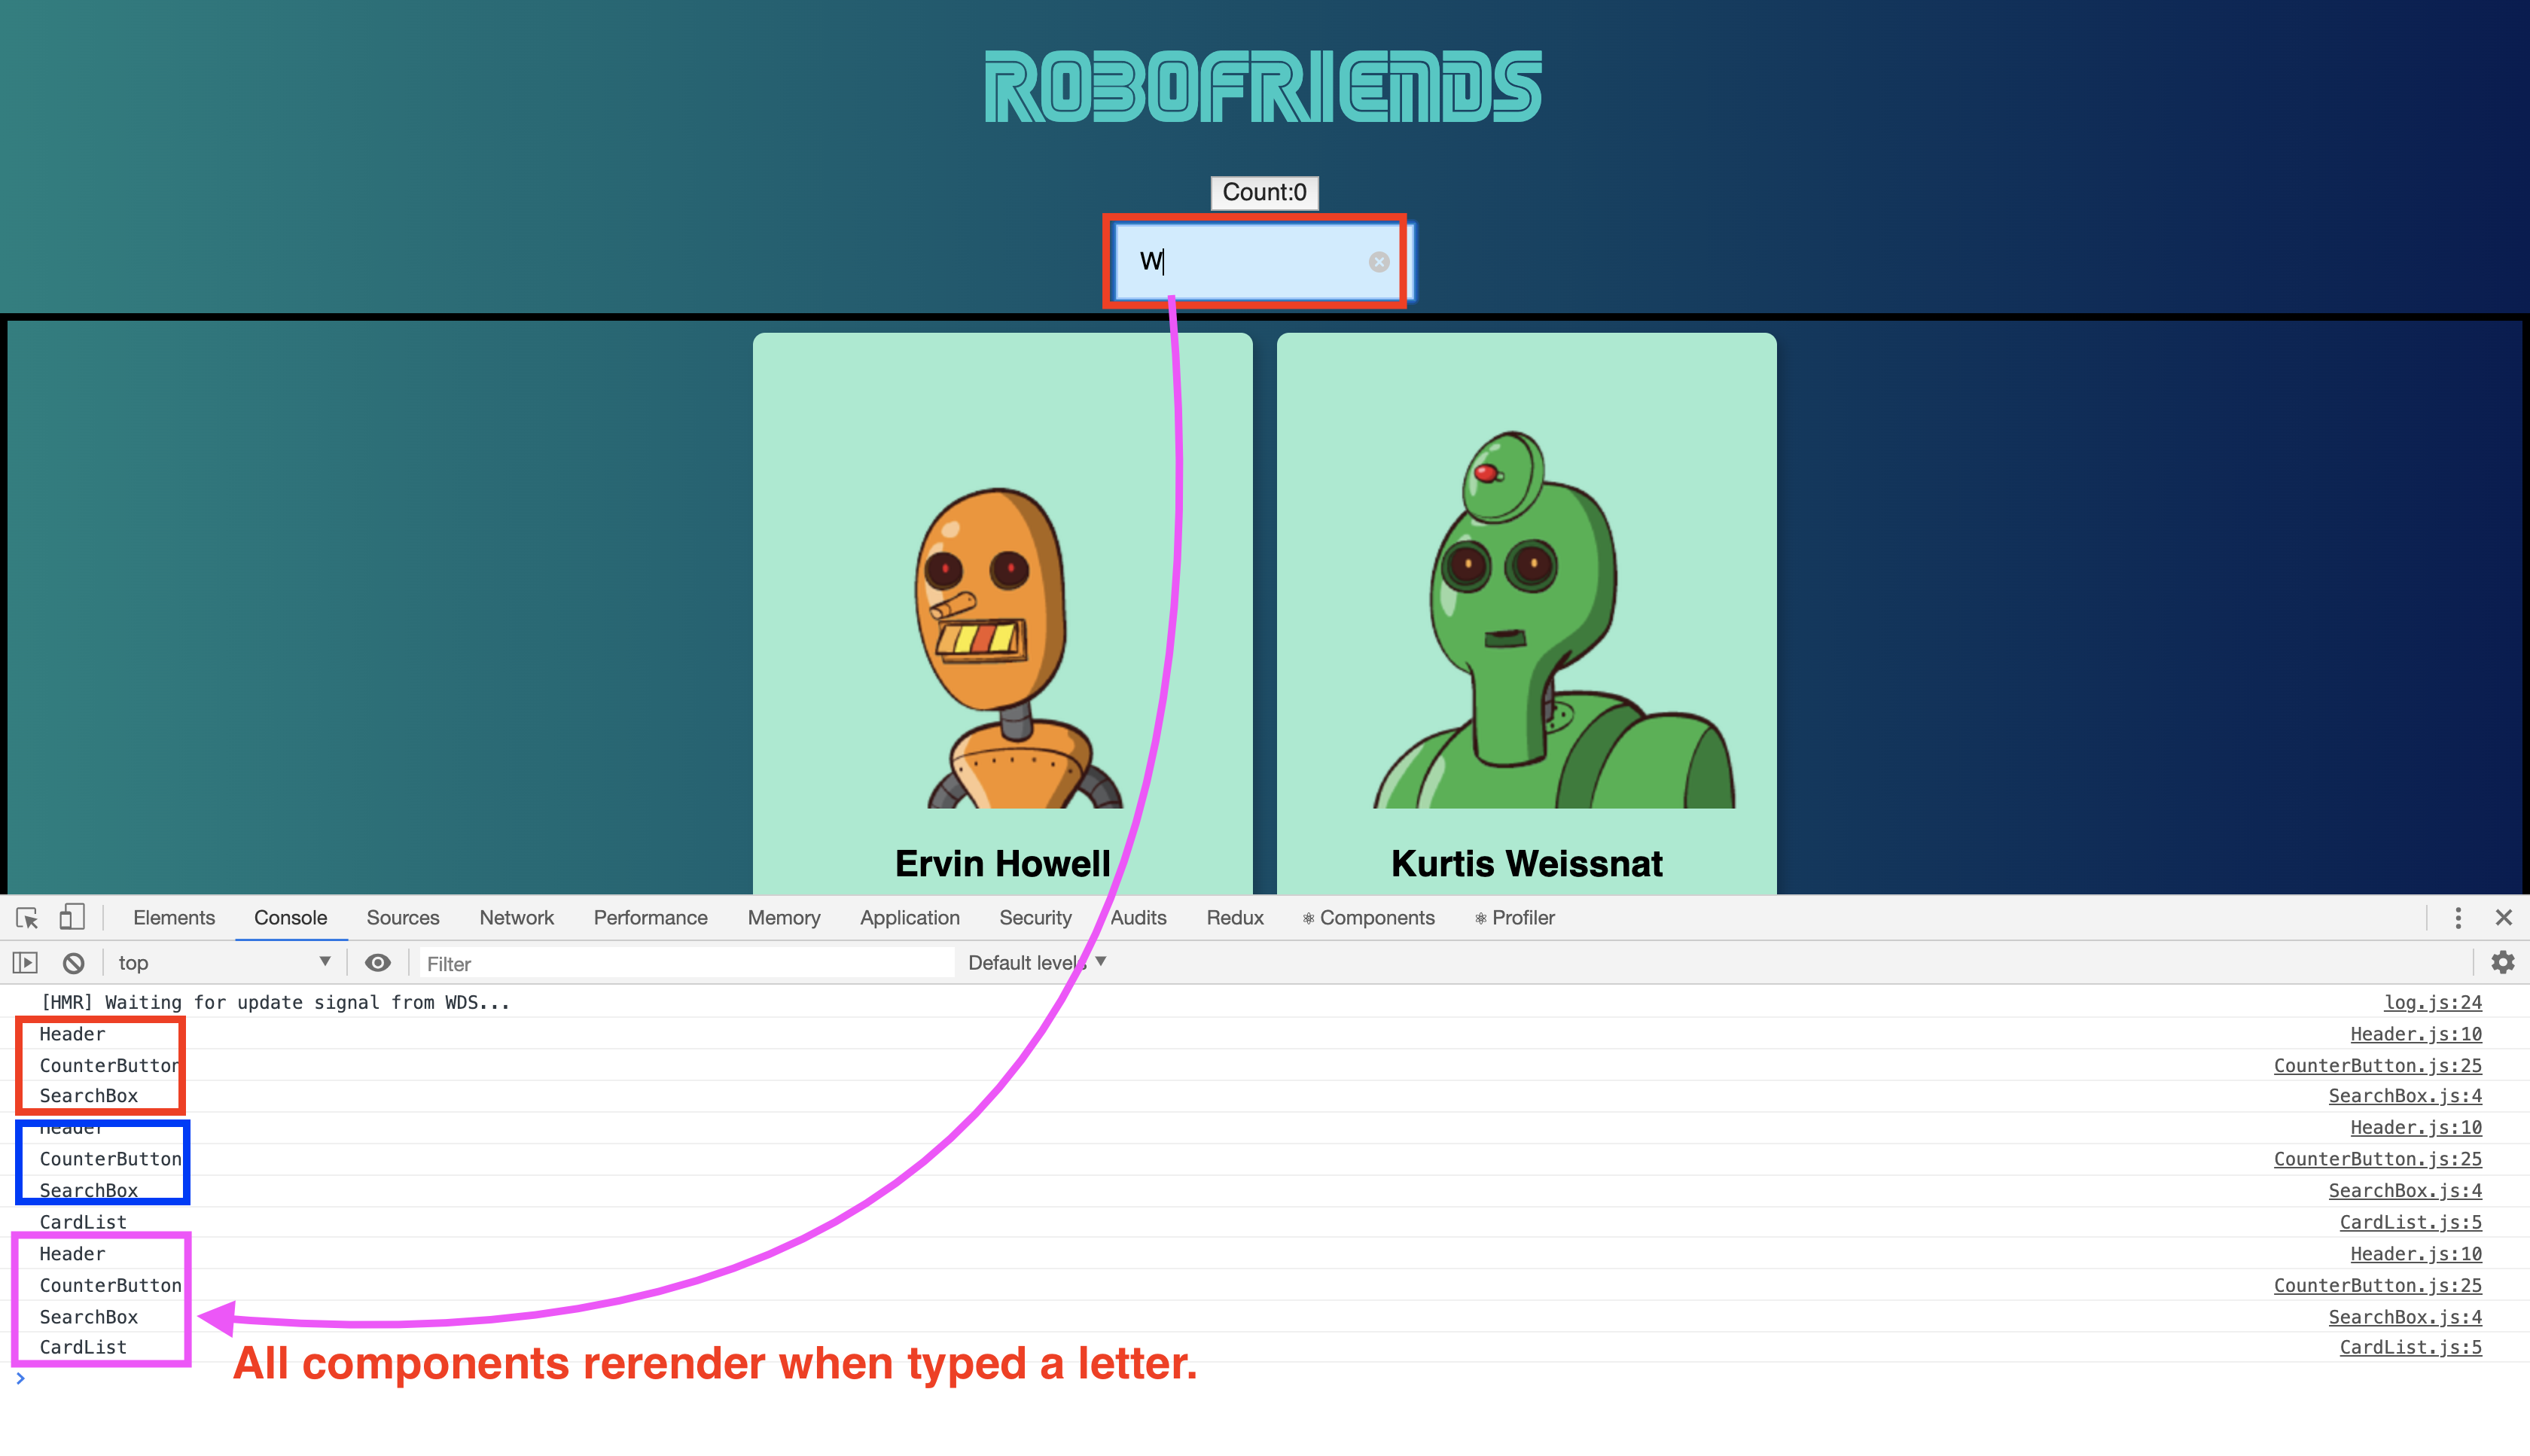 ROBOFRIENDS
Count:0
W
Ervin Howell
Kurtis Weissnat
Elements Console Sources Network Performance Memory Application Security Audits Redux Components Profiler
top Filter Default levels
[HMR] Waiting for update signal from WDS... log.js:24
Header Header.js:10
CounterButton CounterButton.js:25
SearchBox SearchBox.js:4
Header Header.js:10
CounterButton CounterButton.js:25
SearchBox SearchBox.js:4
CardList CardList.js:5
Header Header.js:10
CounterButton CounterButton.js:25
SearchBox SearchBox.js:4
CardList CardList.js:5
All components rerender when typed a letter.